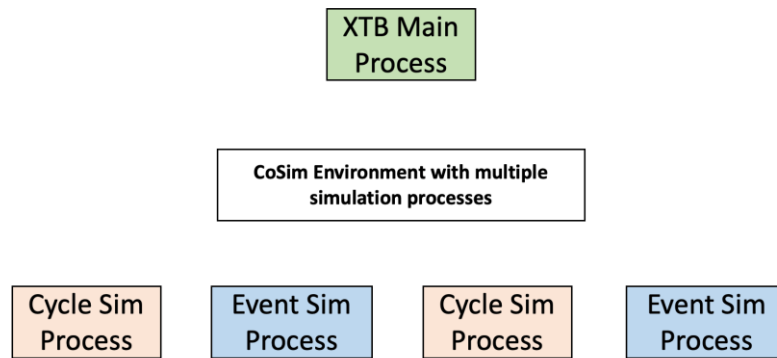 XTB Main
Process
CoSim Environment with multiple
simulation processes
Cycle Sim
Process
Event Sim
Process
Cycle Sim
Process
Event Sim
Process